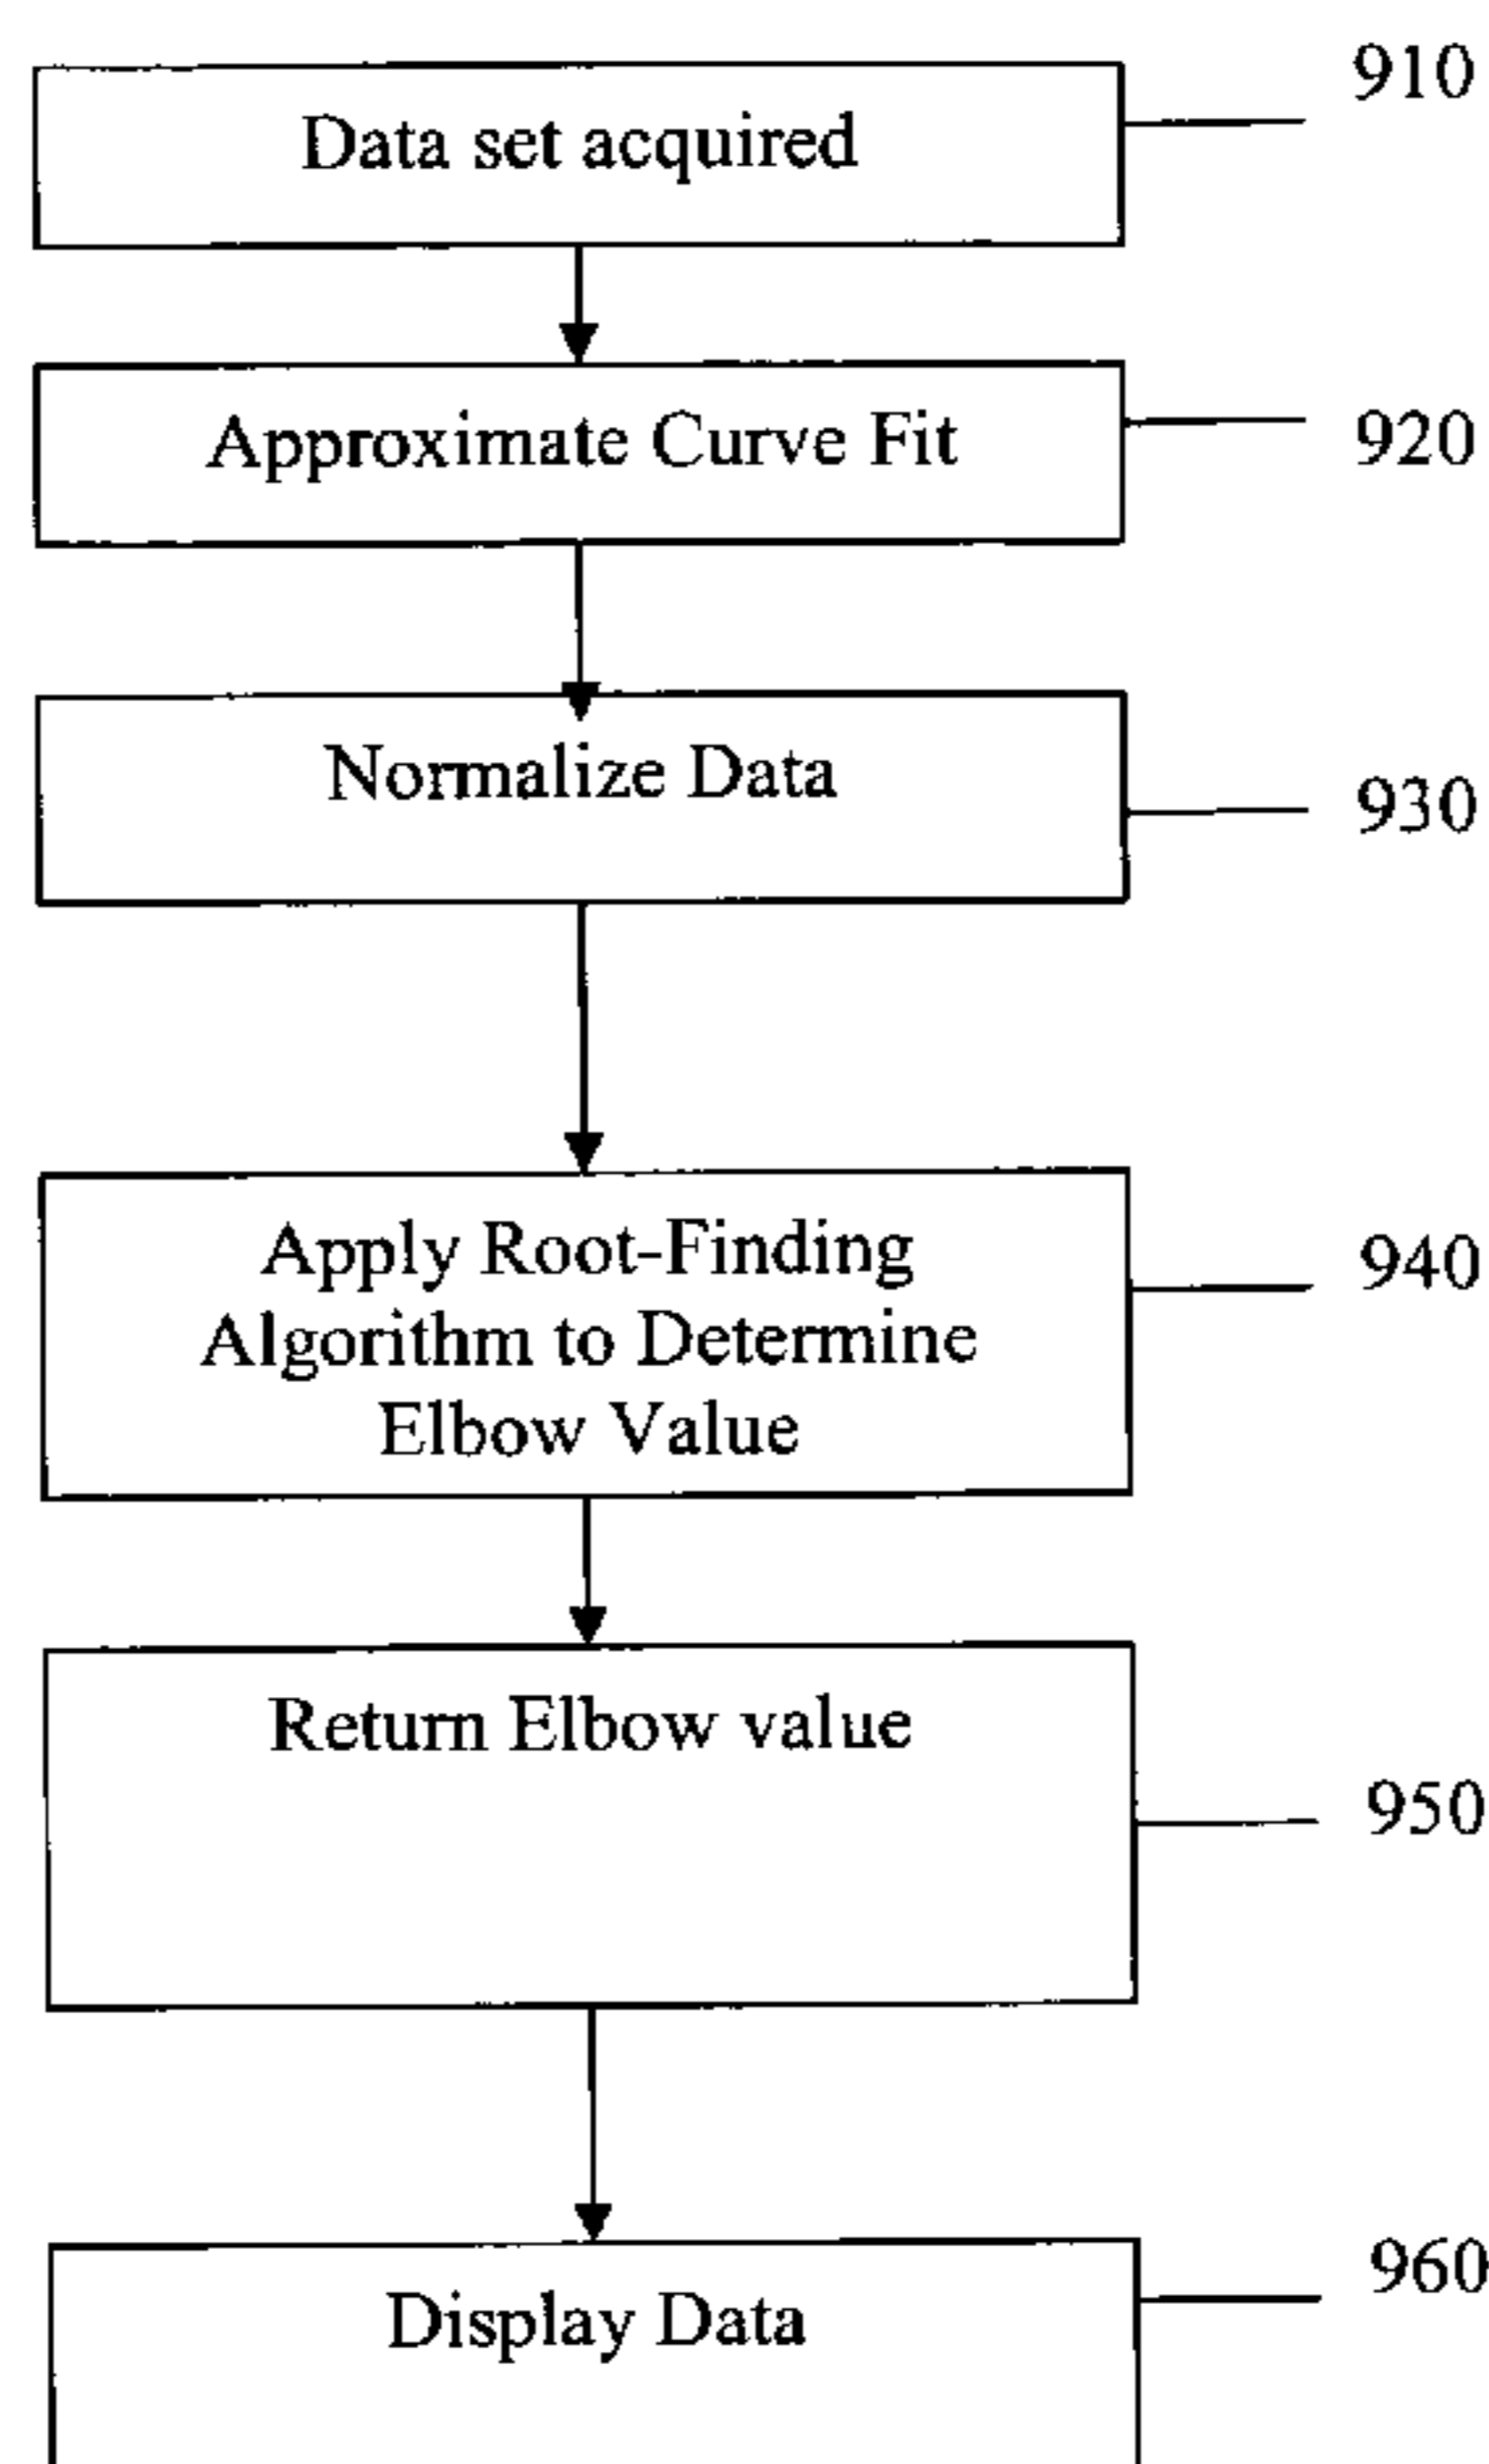 Data set acquired
910
Approximate Curve Fit
920
Normalize Data
930
Apply Root-Finding
Algorithm to Determine
Elbow Value
940
Return Elbow value
950
Display Data
960